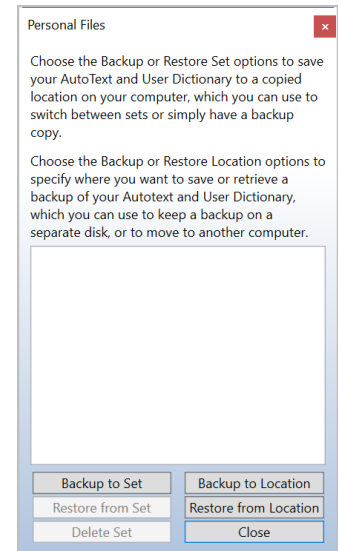 Personal Files
×
Choose the Backup or Restore Set options to save
your AutoText and User Dictionary to a copied
location on your computer, which you can use to
switch between sets or simply have a backup
copy.
Choose the Backup or Restore Location options to
specify where you want to save or retrieve a
backup of your Autotext and User Dictionary,
which you can use to keep a backup on a
separate disk, or to move to another computer.
Backup to Set
Backup to Location
Restore from Set
Restore from Location
Delete Set
Close